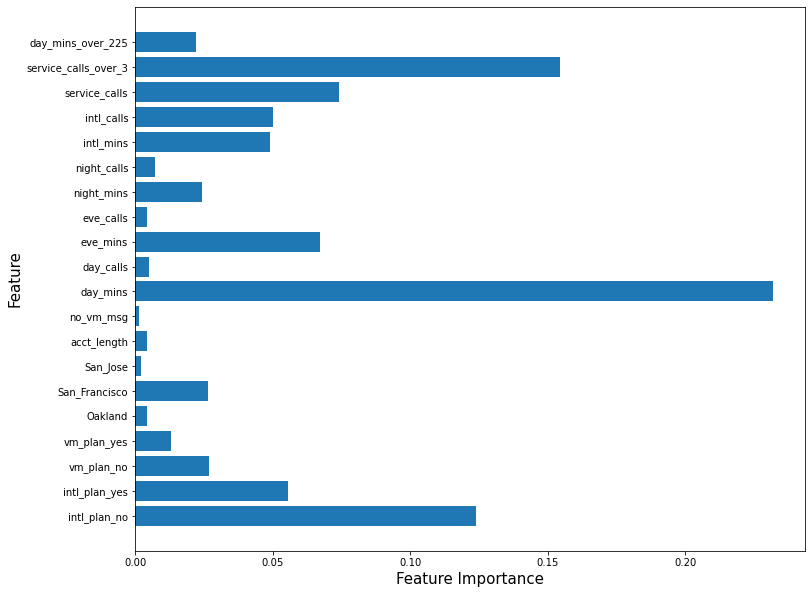 day_mins_over_225
service_calls_over_3
service_calls
intl_calls
intl_mins
night_calls
night_mins
eve_calls
eve_mins
day_calls
day_mins
no_vm_msg
acct_length
San_Jose
San_Francisco
Oakland
vm_plan_yes
vm_plan_no
intl_plan_yes
intl_plan_no
Feature
0.00 0.05 0.10 0.15 0.20
Feature Importance